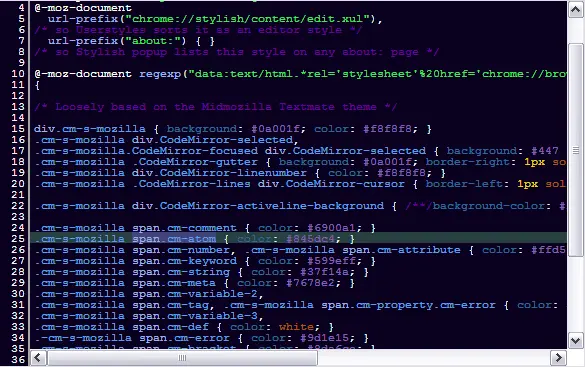 4 @-moz-document
5 url-prefix("chrome://stylish/content/edit.xul"),
6 /* so Userstyles sorts it as an editor style */
7 url-prefix("about:") { }
8 /* so Stylish popup lists this style on any about: page */
9
10 @-moz-document regexp("data:text/html.*rel='stylesheet'%20href='chrome://bro
11 {
12
13 /* Loosely based on the Midmozilla Textmate theme */
14
15 div.cm-s-mozilla { background: #0a001f; color: #f8f8f8; }
16 .cm-s-mozilla div.CodeMirror-selected,
17 .cm-s-mozilla.CodeMirror-focused div.CodeMirror-selected { background: #447
18 .cm-s-mozilla .CodeMirror-gutter { background: #0a001f; border-right: 1px sol
19 .cm-s-mozilla div.CodeMirror-linenumber { color: #f8f8f8; }
20 .cm-s-mozilla .CodeMirror-lines div.CodeMirror-cursor { border-left: 1px sol
21
22 .cm-s-mozilla div.CodeMirror-activeline-background { /**/background-color: #
23
24 .cm-s-mozilla span.cm-comment { color: #6900a1; }
25 .cm-s-mozilla span.cm-atom { color: #845dc4; }
26 .cm-s-mozilla span.cm-number, .cm-s-mozilla span.cm-attribute { color: #ffd5
27 .cm-s-mozilla span.cm-keyword { color: #599eff; }
28 .cm-s-mozilla span.cm-string { color: #37f14a; }
29 .cm-s-mozilla span.cm-meta { color: #7678e2; }
30 .cm-s-mozilla span.cm-variable-2,
31 .cm-s-mozilla span.cm-tag, .cm-s-mozilla span.cm-property.cm-error { color:
32 .cm-s-mozilla span.cm-variable-3,
33 .cm-s-mozilla span.cm-def { color: white; }
34 .-cm-s-mozilla span.cm-error { color: #9d1e15; }
35 .cm-s-mozilla span.cm-bracket { color: #8da6ce; }
36